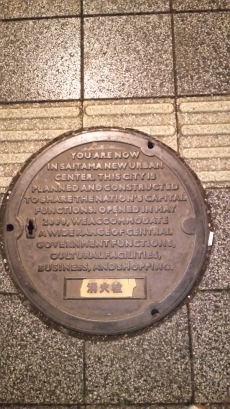 YOU ARE NOW
IN SAITAMA NEW URBAN
CENTER. THIS CITY IS
PLANNED AND CONSTRUCTED
TO SHARE THE NATION'S CAPITAL
FUNCTIONS. OPENED IN MAY
2000, WE ACCOMMODATE
A WIDE RANGE OF CENTRAL
GOVERNMENT FUNCTIONS,
CULTURAL FACILITIES,
BUSINESS, AND SHOPPING.
消火栓